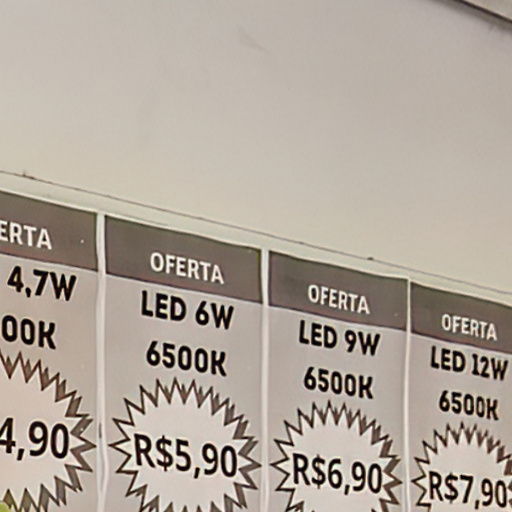 ERTA
4,7W
00K
4,90
OFERTA
LED 6W
6500K
R$5,90
OFERTA
LED 9W
6500K
R$6,90
OFERTA
LED 12W
6500K
R$7,90